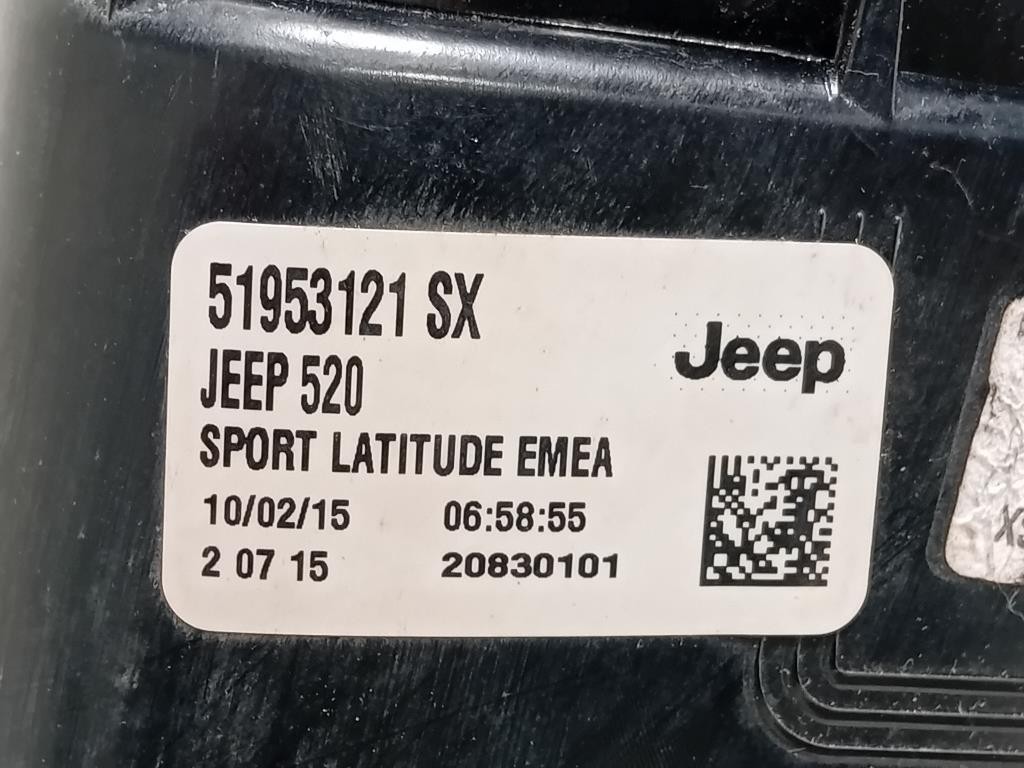 51953121 SX
Jeep
JEEP 520
SPORT LATITUDE EMEA
10/02/15 06:58:55
2 07 15 20830101